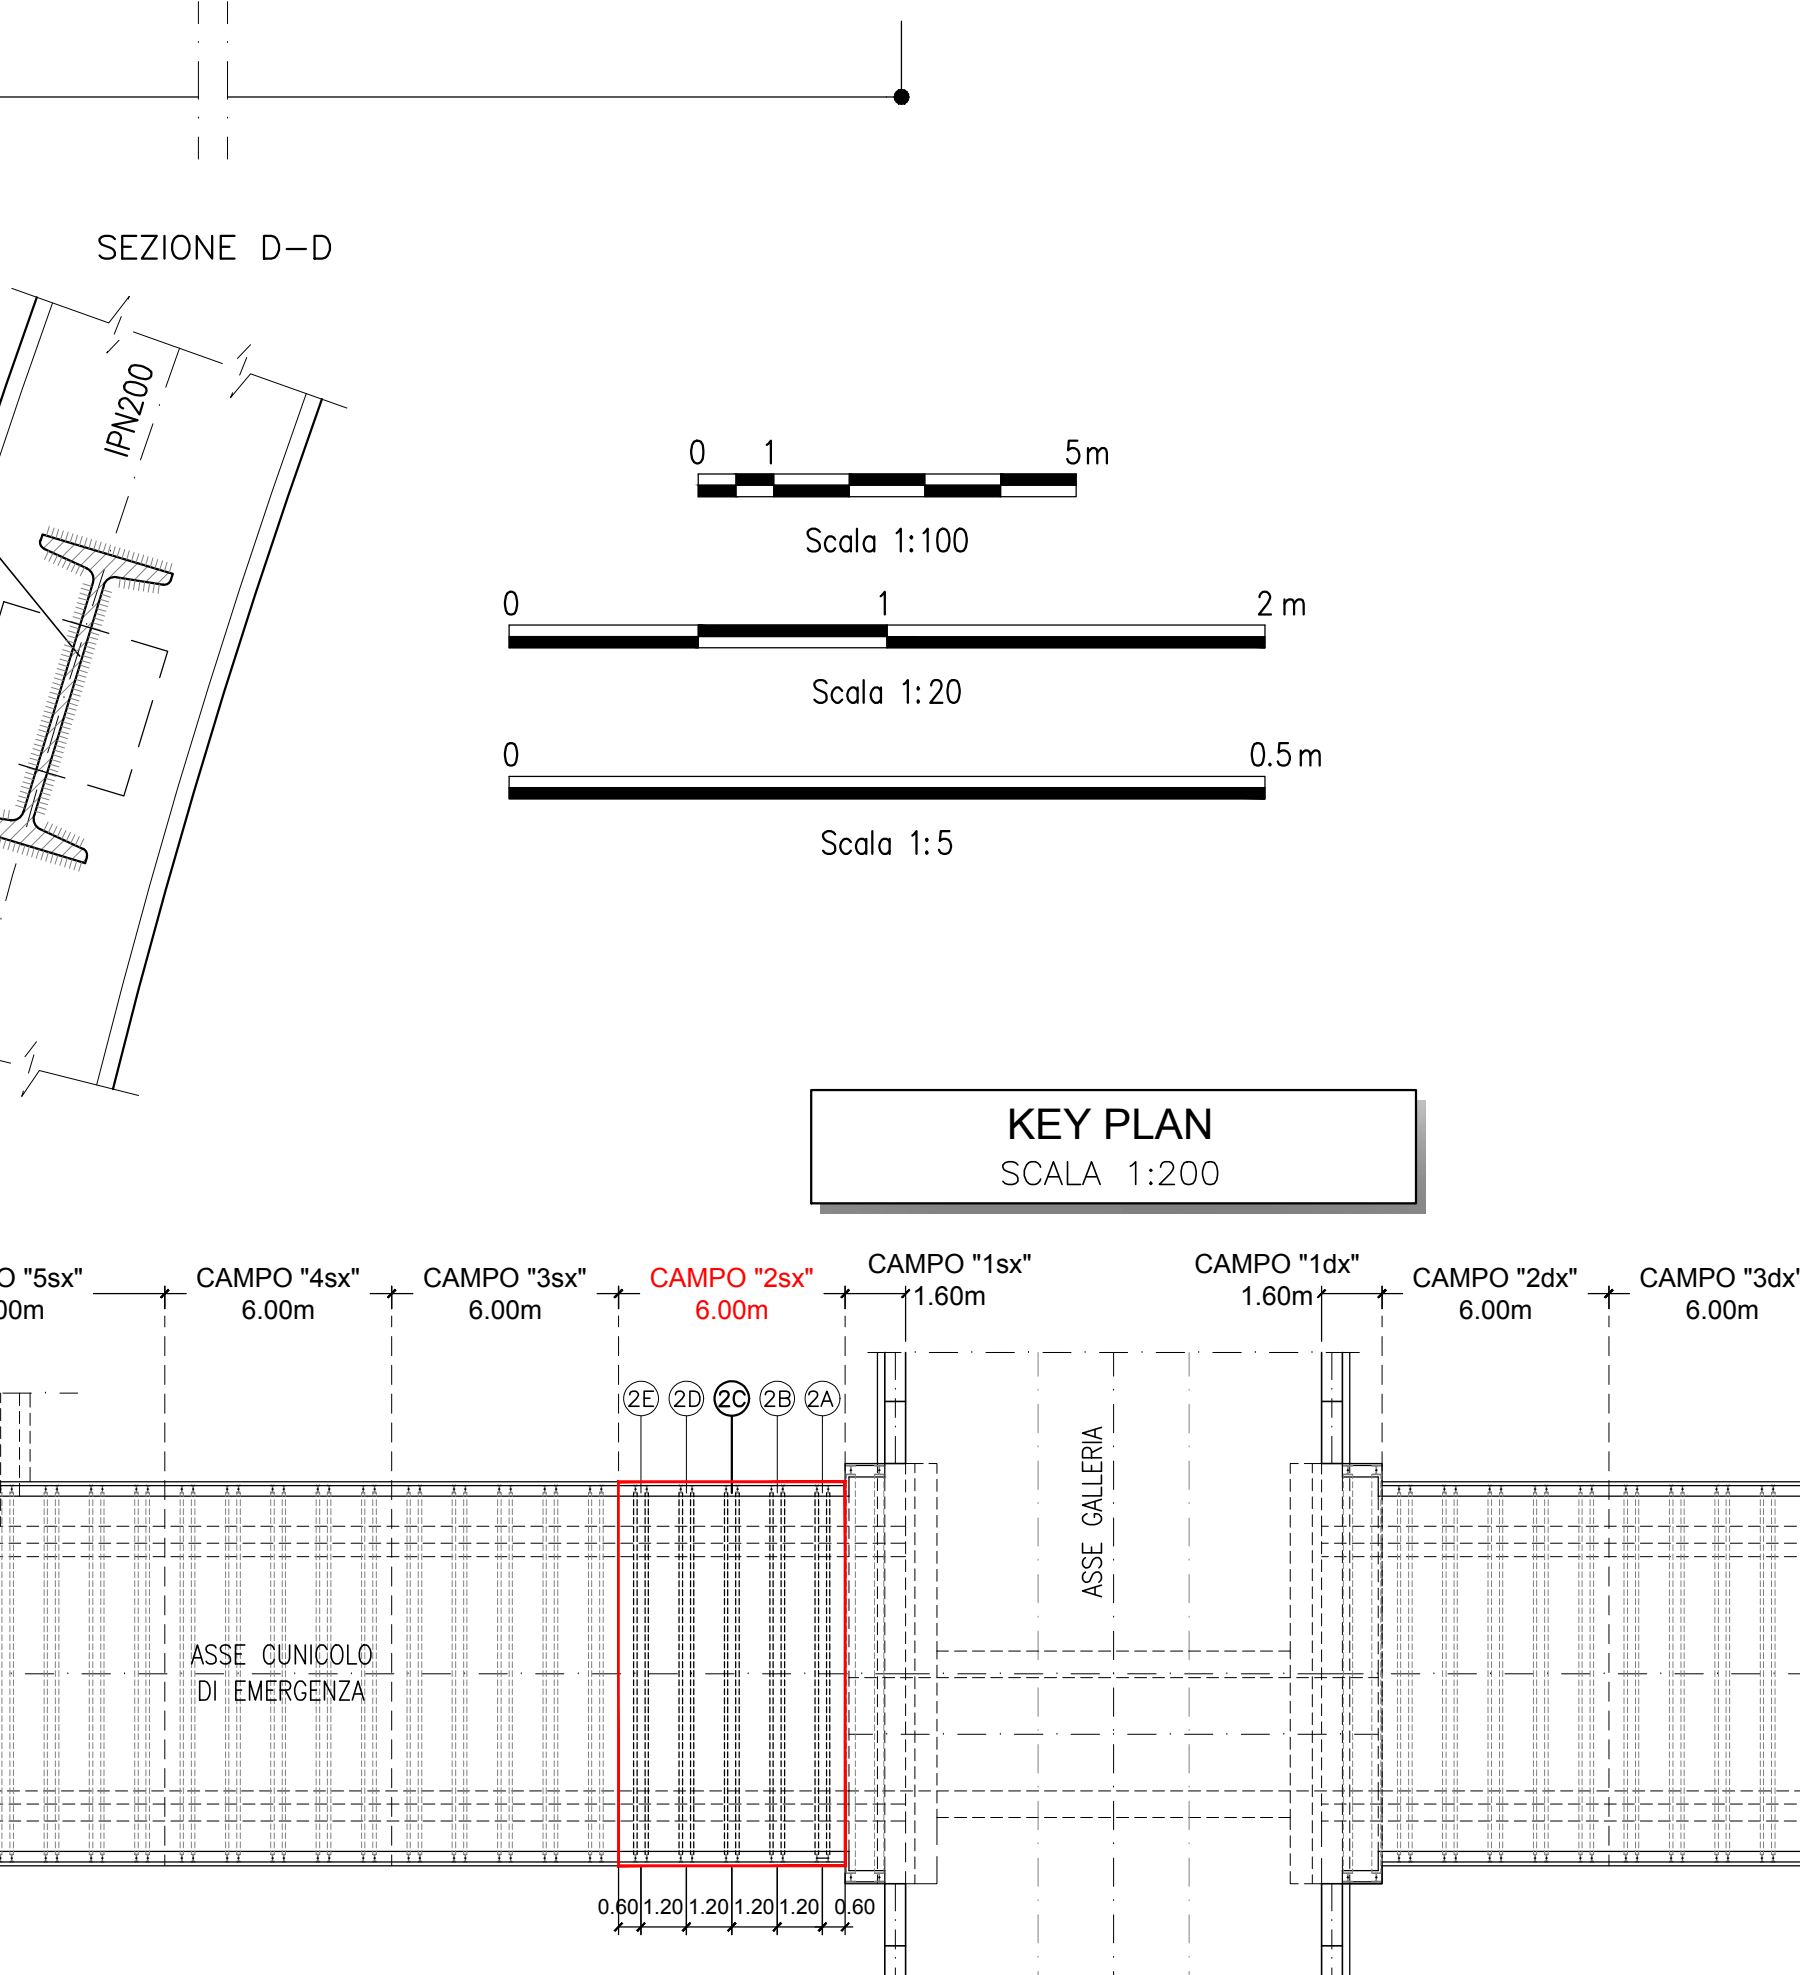 SEZIONE D-D
IPN200
0 1 5m
Scala 1:100
0 1 2 m
Scala 1:20
0 0.5 m
Scala 1:5
KEY PLAN
SCALA 1:200
O "5sx" CAMPO "4sx" CAMPO "3sx" CAMPO "2sx" CAMPO "1sx" CAMPO "1dx" CAMPO "2dx" CAMPO "3dx"
00m 6.00m 6.00m 6.00m 1.60m 1.60m 6.00m 6.00m
2E 2D 2C 2B 2A
ASSE GALLERIA
ASSE CUNICOLO
DI EMERGENZA
0.60 1.20 1.20 1.20 1.20 0.60